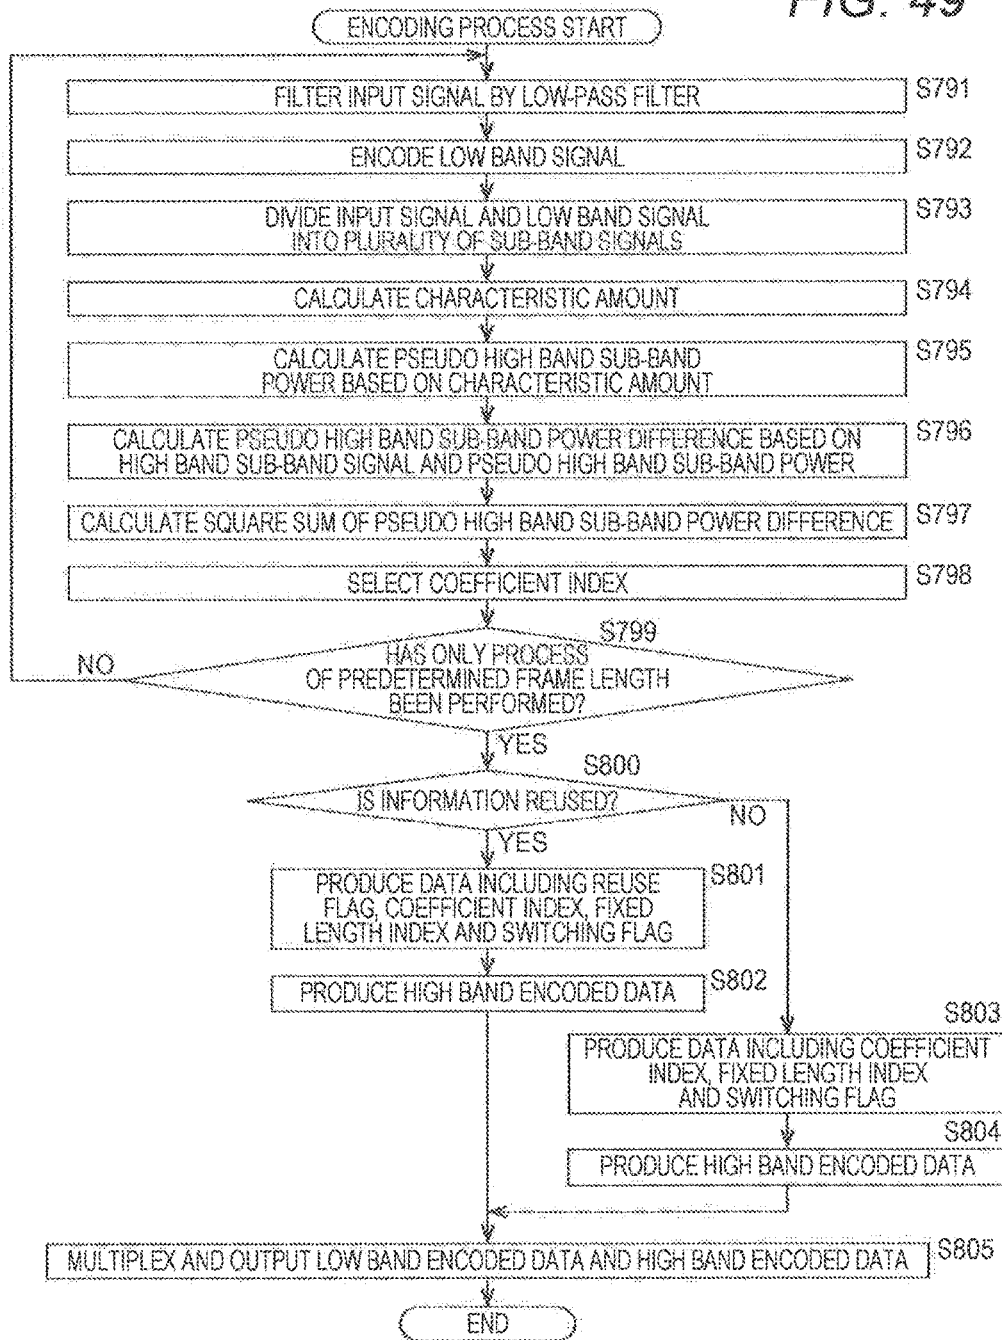 FIG. 49
ENCODING PROCESS START
FILTER INPUT SIGNAL BY LOW-PASS FILTER
S791
ENCODE LOW BAND SIGNAL
S792
DIVIDE INPUT SIGNAL AND LOW BAND SIGNAL
INTO PLURALITY OF SUB-BAND SIGNALS
S793
CALCULATE CHARACTERISTIC AMOUNT
S794
CALCULATE PSEUDO HIGH BAND SUB-BAND
POWER BASED ON CHARACTERISTIC AMOUNT
S795
CALCULATE PSEUDO HIGH BAND SUB-BAND POWER DIFFERENCE BASED ON
HIGH BAND SUB-BAND SIGNAL AND PSEUDO HIGH BAND SUB-BAND POWER
S796
CALCULATE SQUARE SUM OF PSEUDO HIGH BAND SUB-BAND POWER DIFFERENCE
S797
SELECT COEFFICIENT INDEX
S798
S799
HAS ONLY PROCESS
OF PREDETERMINED FRAME LENGTH
BEEN PERFORMED?
NO
YES
S800
IS INFORMATION REUSED?
NO
YES
PRODUCE DATA INCLUDING REUSE
FLAG, COEFFICIENT INDEX, FIXED
LENGTH INDEX AND SWITCHING FLAG
S801
PRODUCE HIGH BAND ENCODED DATA
S802
S803
PRODUCE DATA INCLUDING COEFFICIENT
INDEX, FIXED LENGTH INDEX
AND SWITCHING FLAG
S804
PRODUCE HIGH BAND ENCODED DATA
MULTIPLEX AND OUTPUT LOW BAND ENCODED DATA AND HIGH BAND ENCODED DATA
S805
END